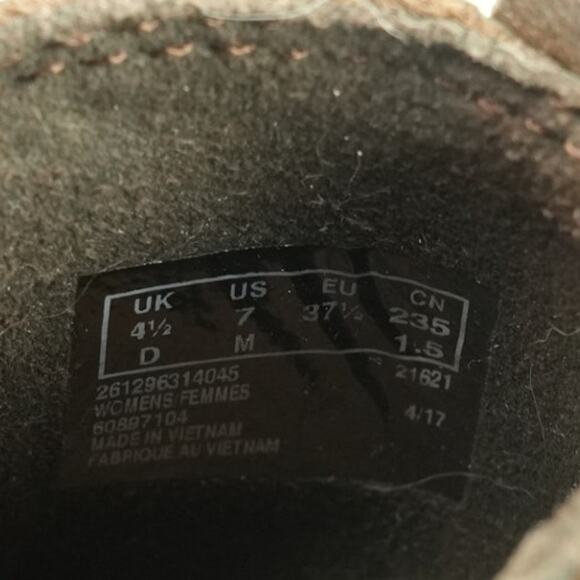 UK US EU CN
4½ 7 37½ 235
D M 1.5
261296314045 21621
WOMENS/FEMMES
60897104 4/17
MADE IN VIETNAM
FABRIQUE AU VIETNAM